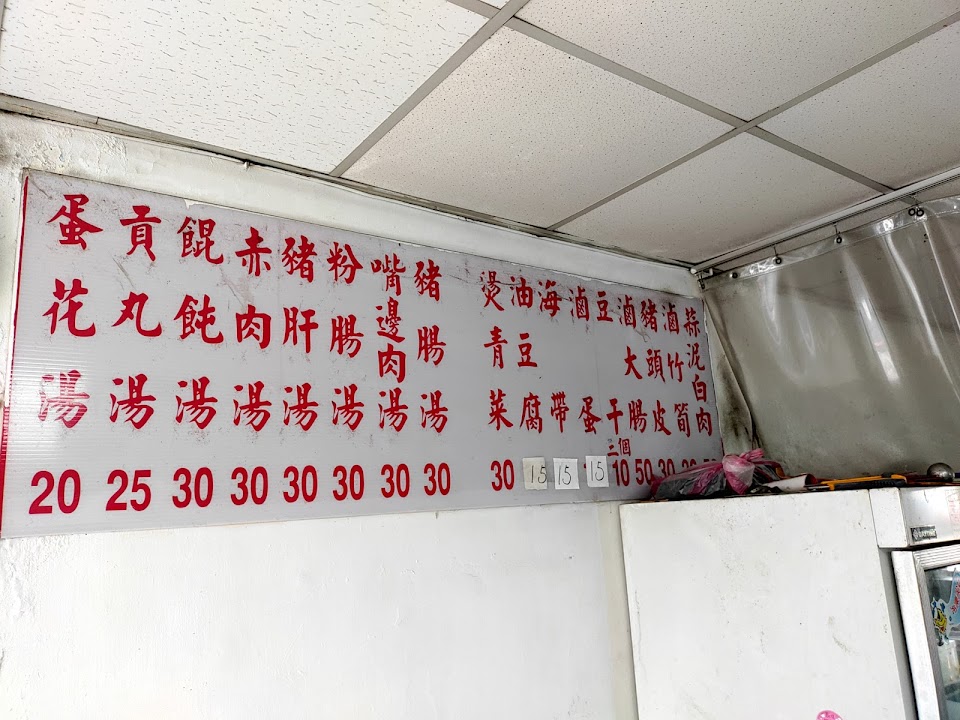 蛋花湯 20
貢丸湯 25
餛飩湯 30
赤肉湯 30
豬肝湯 30
粉腸湯 30
嘴邊肉湯 30
豬腸湯 30
燙青菜 30
油豆腐 15
海帶 15
滷蛋 15
豆干 三個 10
滷大腸 50
豬頭皮 30
滷竹筍
蒜泥白肉